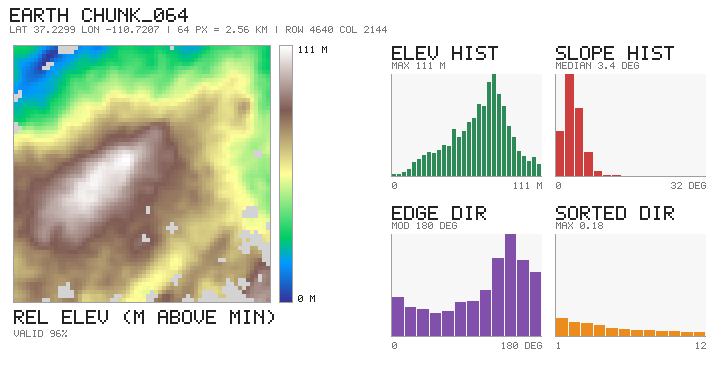 EARTH CHUNK_064
LAT 37.2299 LON -110.7207 | 64 PX = 2.56 KM | ROW 4640 COL 2144
111 M
0 M
REL ELEV (M ABOVE MIN)
VALID 96%
ELEV HIST
MAX 111 M
0 111 M
SLOPE HIST
MEDIAN 3.4 DEG
0 32 DEG
EDGE DIR
MOD 180 DEG
0 180 DEG
SORTED DIR
MAX 0.18
1 12